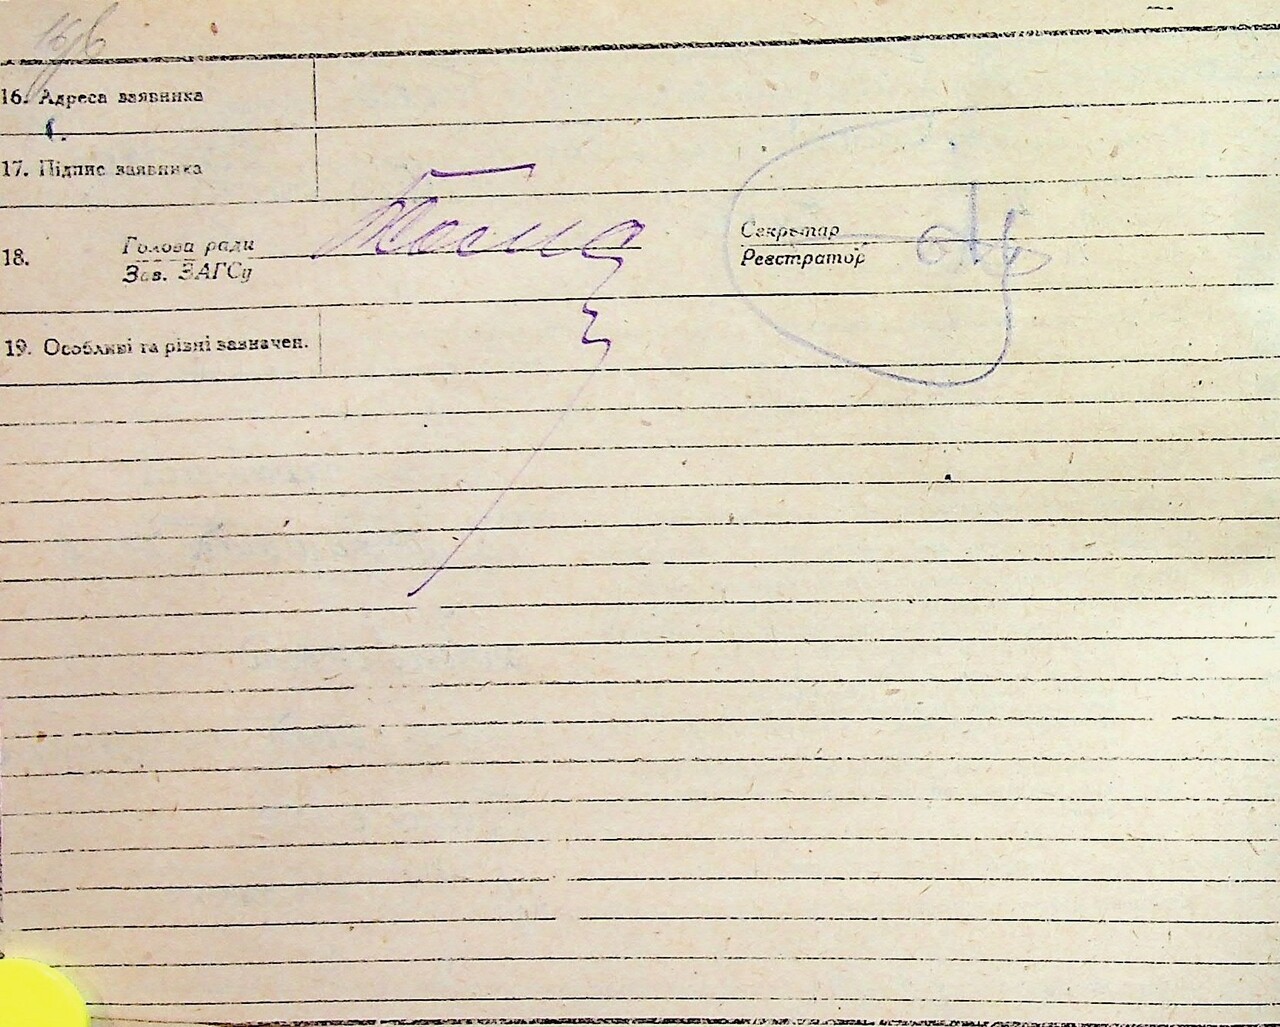 16. Адреса заявника
17. Підпис заявника
18. Голова ради
Зав. ЗАГСу
Секретар
Реєстратор
19. Особливі та різні зазначен.